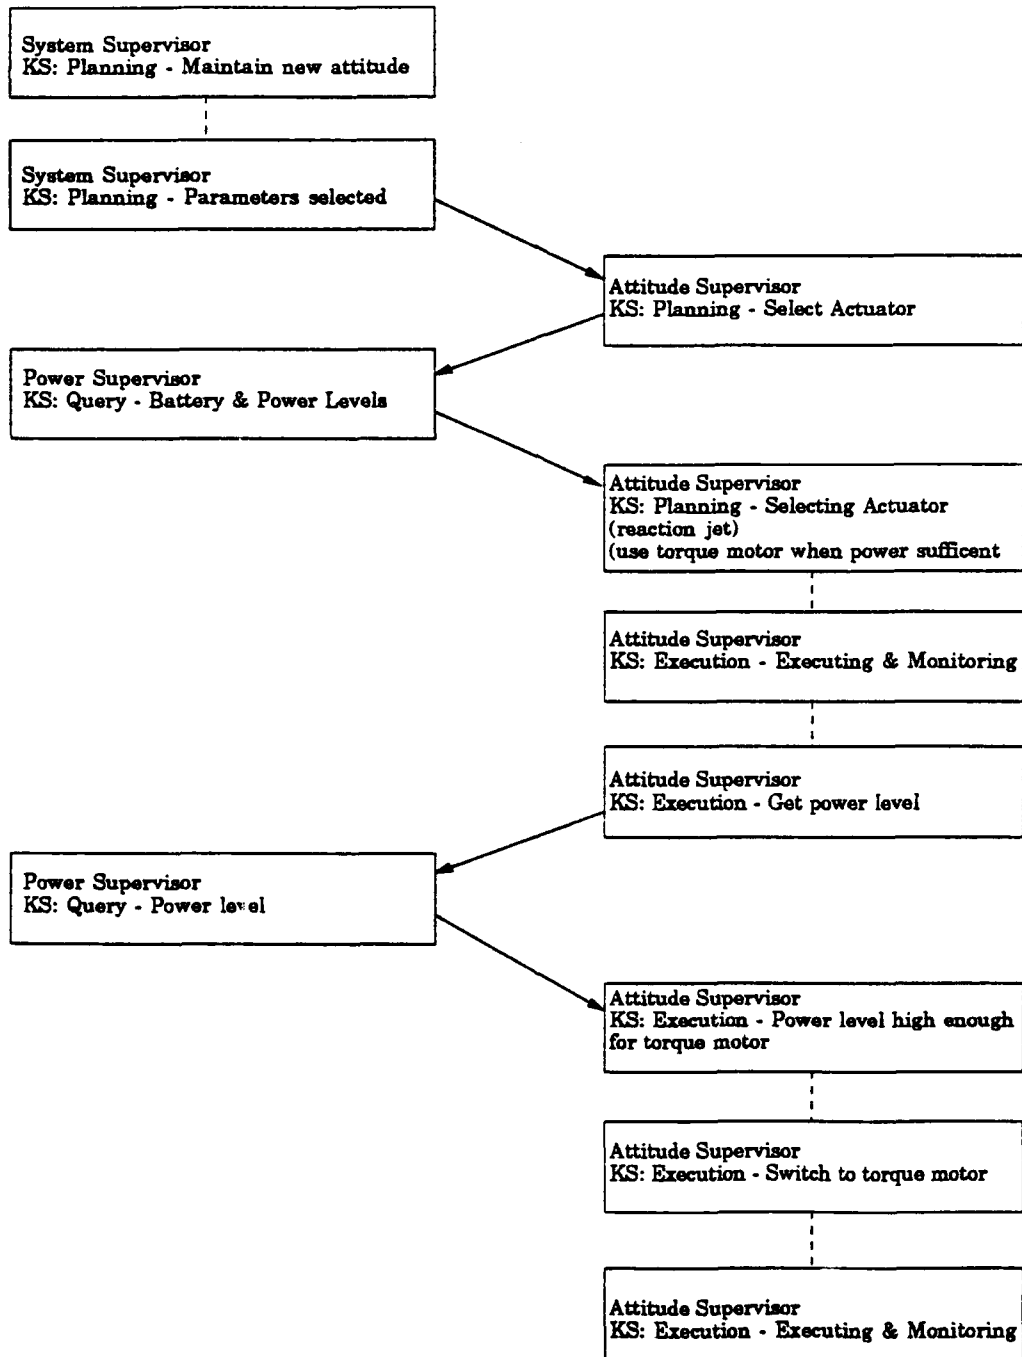 System Supervisor
KS: Planning - Maintain new attitude
System Supervisor
KS: Planning - Parameters selected
Attitude Supervisor
KS: Planning - Select Actuator
Power Supervisor
KS: Query - Battery & Power Levels
Attitude Supervisor
KS: Planning - Selecting Actuator
(reaction jet)
(use torque motor when power sufficent
Attitude Supervisor
KS: Execution - Executing & Monitoring
Attitude Supervisor
KS: Execution - Get power level
Power Supervisor
KS: Query - Power level
Attitude Supervisor
KS: Execution - Power level high enough
for torque motor
Attitude Supervisor
KS: Execution - Switch to torque motor
Attitude Supervisor
KS: Execution - Executing & Monitoring